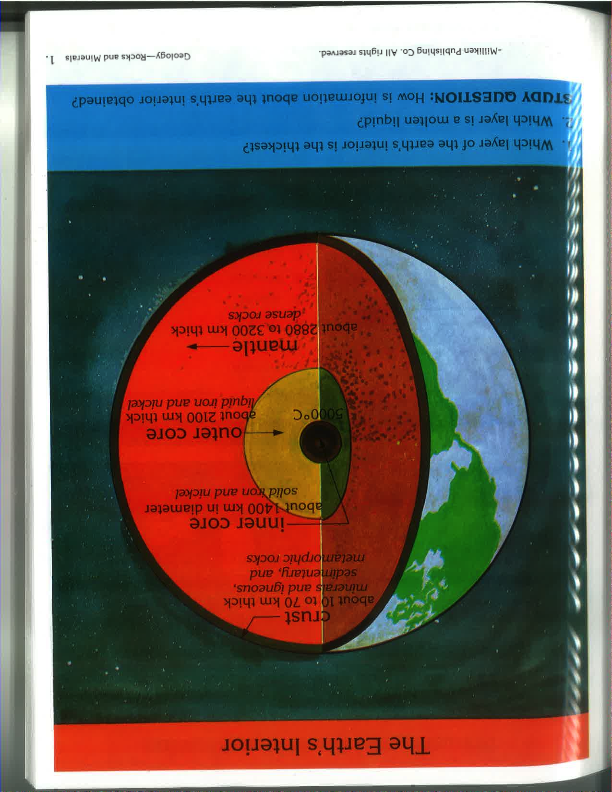 The Earth's Interior
crust
about 10 to 70 km thick
minerals and igneous,
sedimentary, and
metamorphic rocks
inner core
about 1400 km in diameter
solid iron and nickel
outer core
about 2100 km thick
liquid iron and nickel
5000°C
mantle
about 2880 to 3200 km thick
dense rocks
1. Which layer of the earth's interior is the thickest?
2. Which layer is a molten liquid?
STUDY QUESTION: How is information about the earth's interior obtained?
-Milliken Publishing Co. All rights reserved.
Geology—Rocks and Minerals 1.